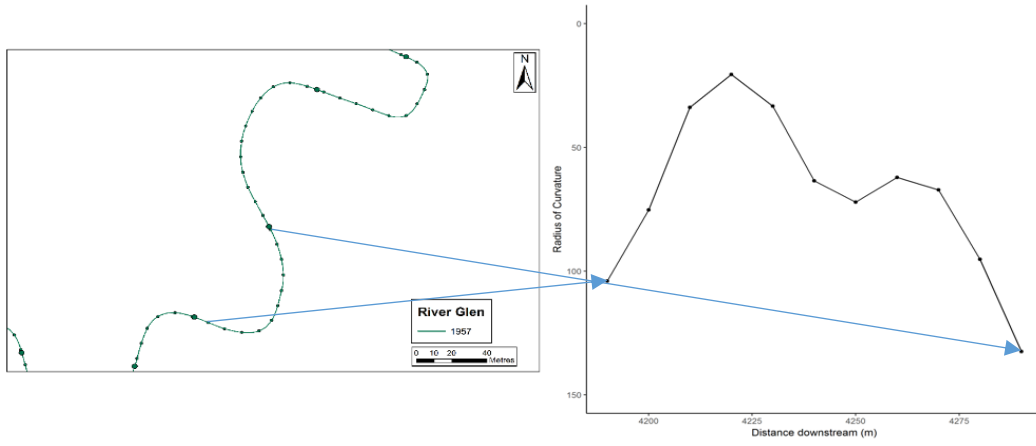 N
River Glen
1957
0 10 20 40
Metres
0
50
100
150
Radius of Curvature
4200 4225 4250 4275
Distance downstream (m)